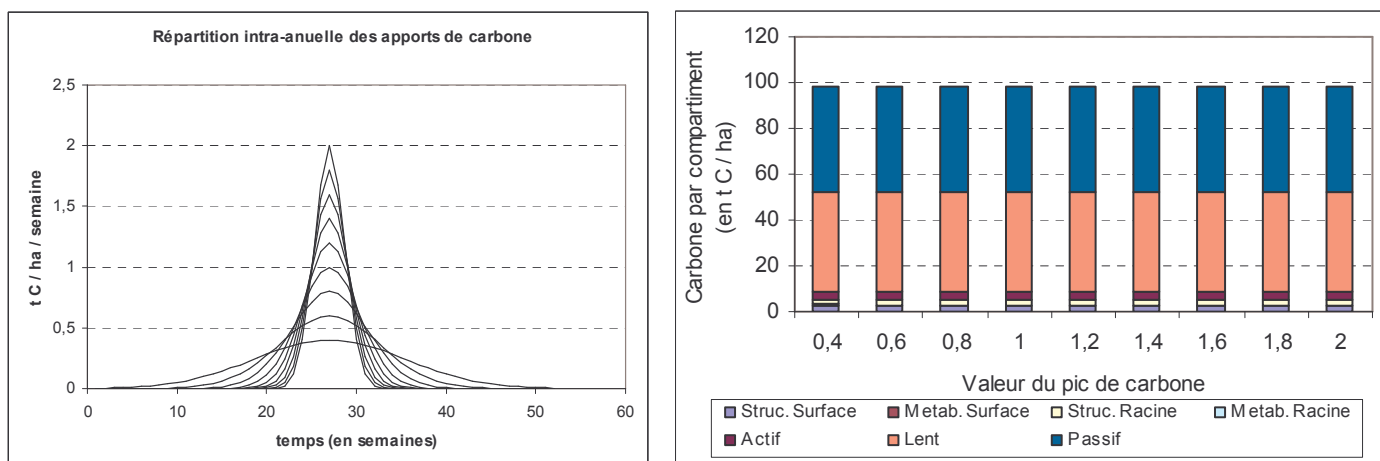 Répartition intra-anuelle des apports de carbone
t C / ha / semaine
2,5
2
1,5
1
0,5
0
0 10 20 30 40 50 60
temps (en semaines)
Carbone par compartiment
(en t C / ha)
120
100
80
60
40
20
0
0,4 0,6 0,8 1 1,2 1,4 1,6 1,8 2
Valeur du pic de carbone
Struc. Surface Metab. Surface Struc. Racine Metab. Racine
Actif Lent Passif